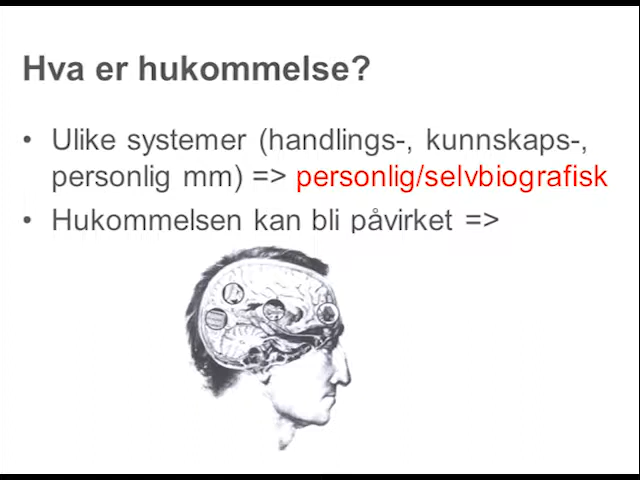 Hva er hukommelse?
• Ulike systemer (handlings-, kunnskaps-,
personlig mm) => personlig/selvbiografisk
• Hukommelsen kan bli påvirket =>